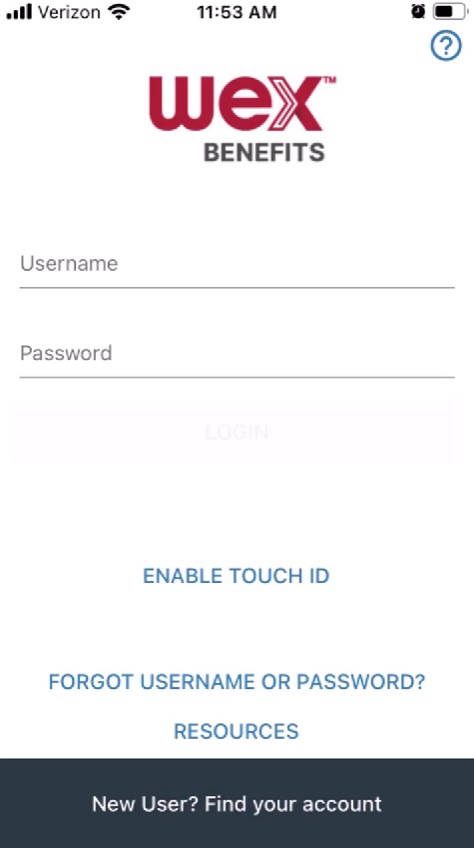 Verizon 11:53 AM
?
wex™
BENEFITS
Username
Password
LOGIN
ENABLE TOUCH ID
FORGOT USERNAME OR PASSWORD?
RESOURCES
New User? Find your account